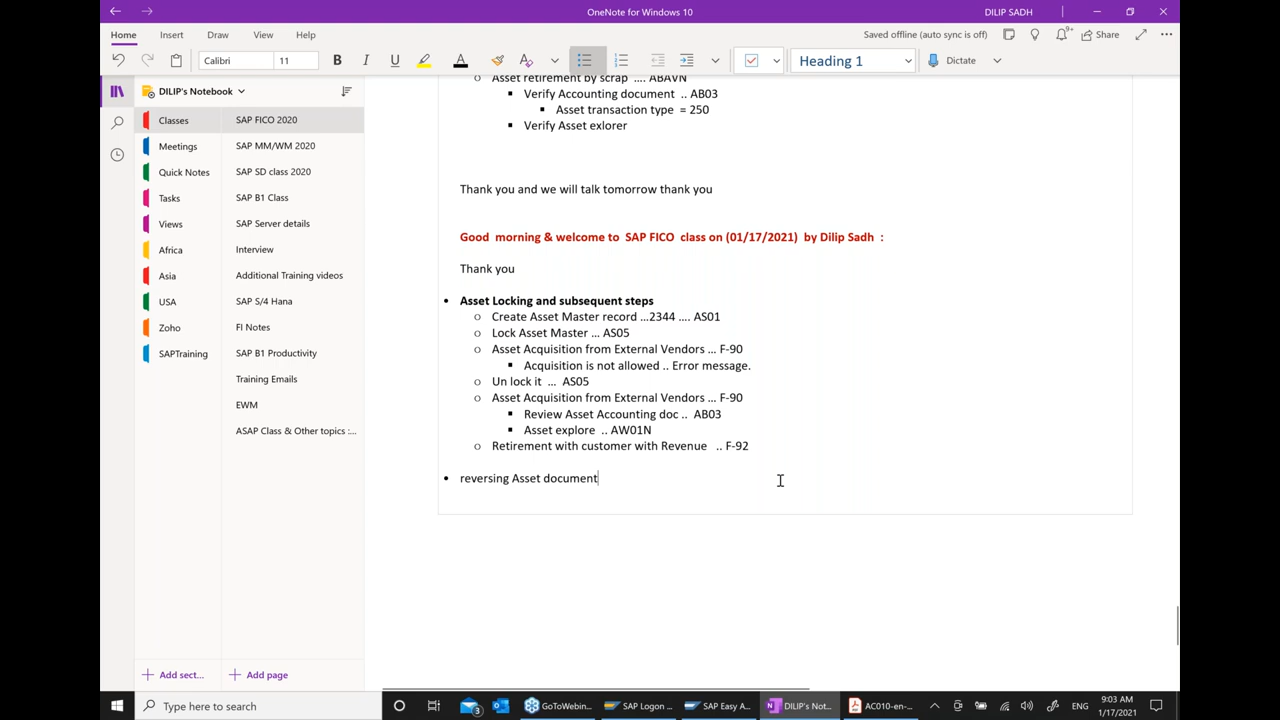 OneNote for Windows 10
DILIP SADH
Home
Insert
Draw
View
Help
Saved offline (auto sync is off)
9+
Share
Calibri
11
B
I
U
A
Heading 1
Dictate
DILIP's Notebook
Classes
Meetings
Quick Notes
Tasks
Views
Africa
Asia
USA
Zoho
SAPTraining
SAP FICO 2020
SAP MM/WM 2020
SAP SD class 2020
SAP B1 Class
SAP Server details
Interview
Additional Training videos
SAP S/4 Hana
FI Notes
SAP B1 Productivity
Training Emails
EWM
ASAP Class & Other topics :...
Add sect...
Add page
Asset retirement by scrap .... ABAVN
Verify Accounting document .. AB03
Asset transaction type = 250
Verify Asset exlorer
Thank you and we will talk tomorrow thank you
Good morning & welcome to SAP FICO class on (01/17/2021) by Dilip Sadh :
Thank you
Asset Locking and subsequent steps
Create Asset Master record ...2344 .... AS01
Lock Asset Master ... AS05
Asset Acquisition from External Vendors ... F-90
Acquisition is not allowed .. Error message.
Un lock it ... AS05
Asset Acquisition from External Vendors ... F-90
Review Asset Accounting doc .. AB03
Asset explore .. AW01N
Retirement with customer with Revenue .. F-92
reversing Asset document
Type here to search
3
GoToWebin...
SAP Logon ...
SAP Easy A...
DILIP's Not...
AC010-en-...
ENG
9:03 AM
1/17/2021